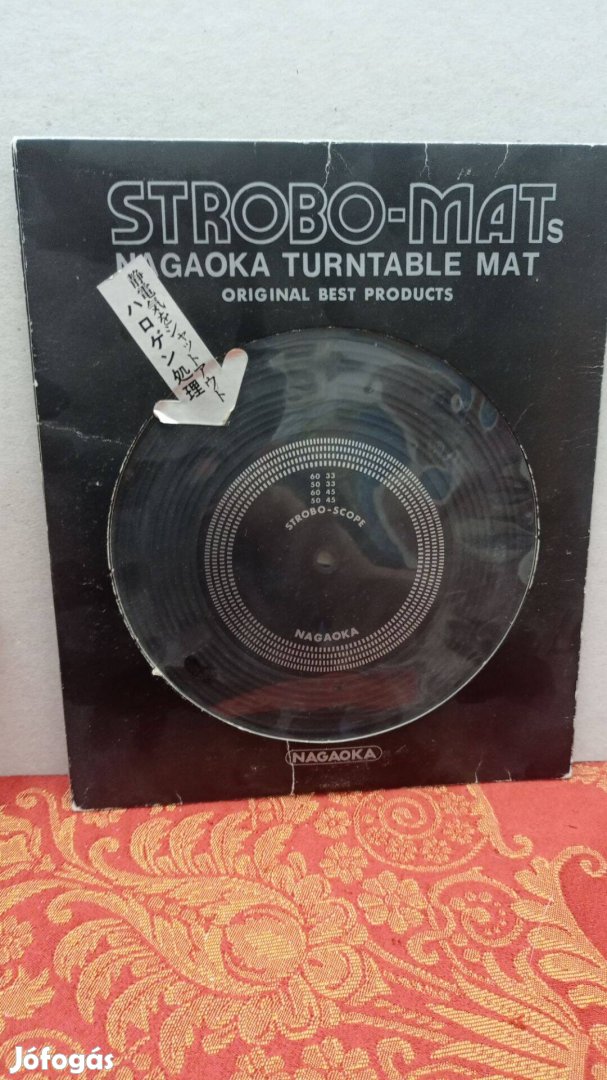 STROBO-MATs
NAGAOKA TURNTABLE MAT
ORIGINAL BEST PRODUCTS
静電気をシャットアウト
ハロゲン処理
60 33
50 33
60 45
50 45
STROBO-SCOPE
NAGAOKA
NAGAOKA
Jófogás